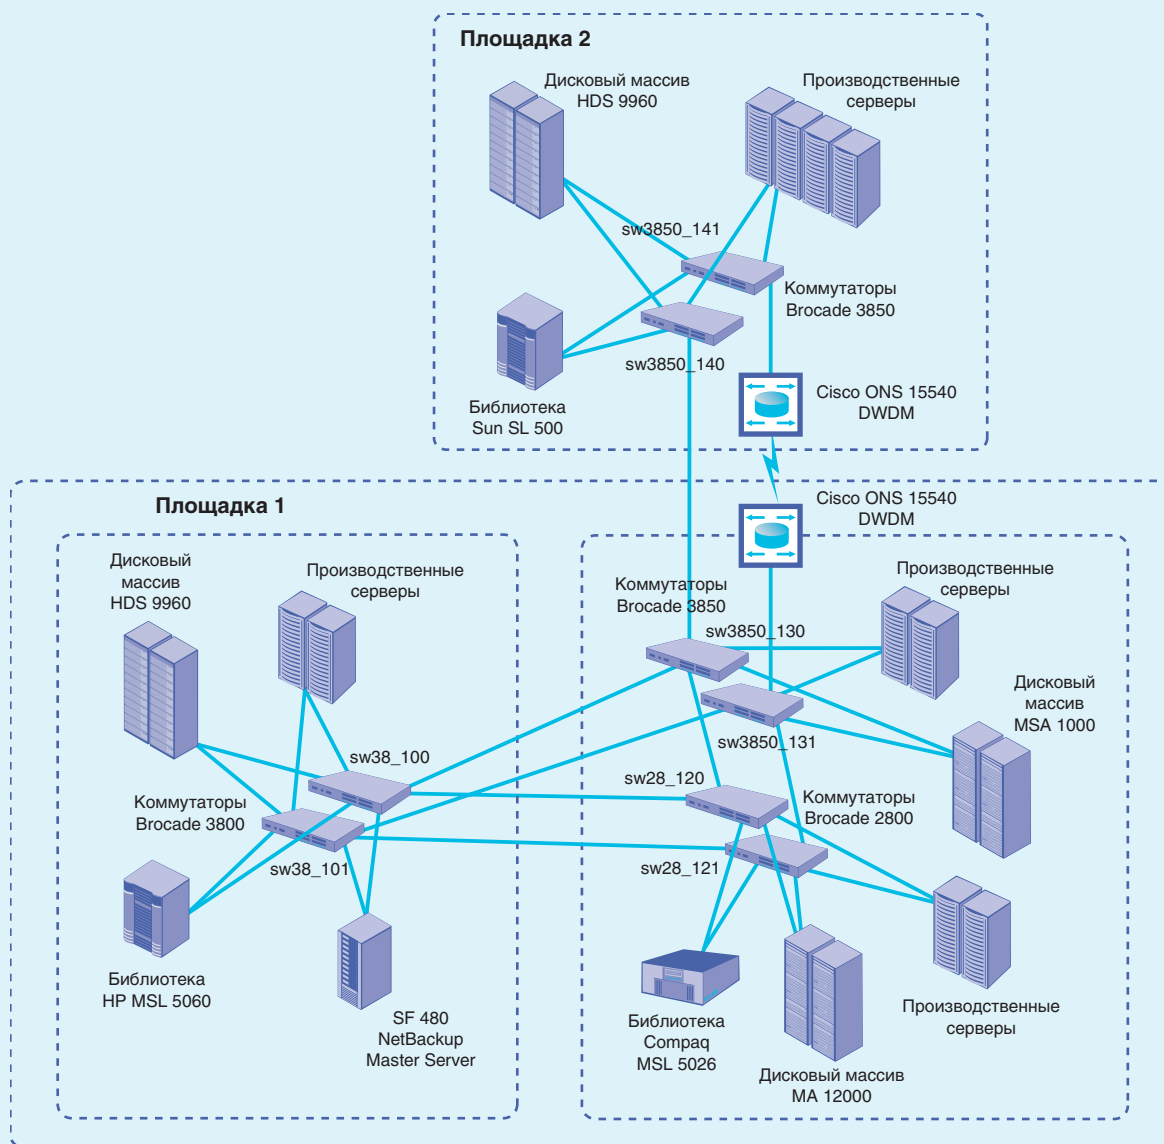 Площадка 2
Дисковый массив
HDS 9960
Производственные
серверы
sw3850_141
Коммутаторы
Brocade 3850
sw3850_140
Библиотека
Sun SL 500
Cisco ONS 15540
DWDM
Площадка 1
Cisco ONS 15540
DWDM
Дисковый
массив
HDS 9960
Производственные
серверы
Коммутаторы
Brocade 3850
Производственные
серверы
sw3850_130
Дисковый
массив
MSA 1000
sw3850_131
sw38_100
sw28_120
Коммутаторы
Brocade 3800
Коммутаторы
Brocade 2800
sw38_101
sw28_121
Библиотека
HP MSL 5060
SF 480
NetBackup
Master Server
Библиотека
Compaq
MSL 5026
Дисковый массив
MA 12000
Производственные
серверы